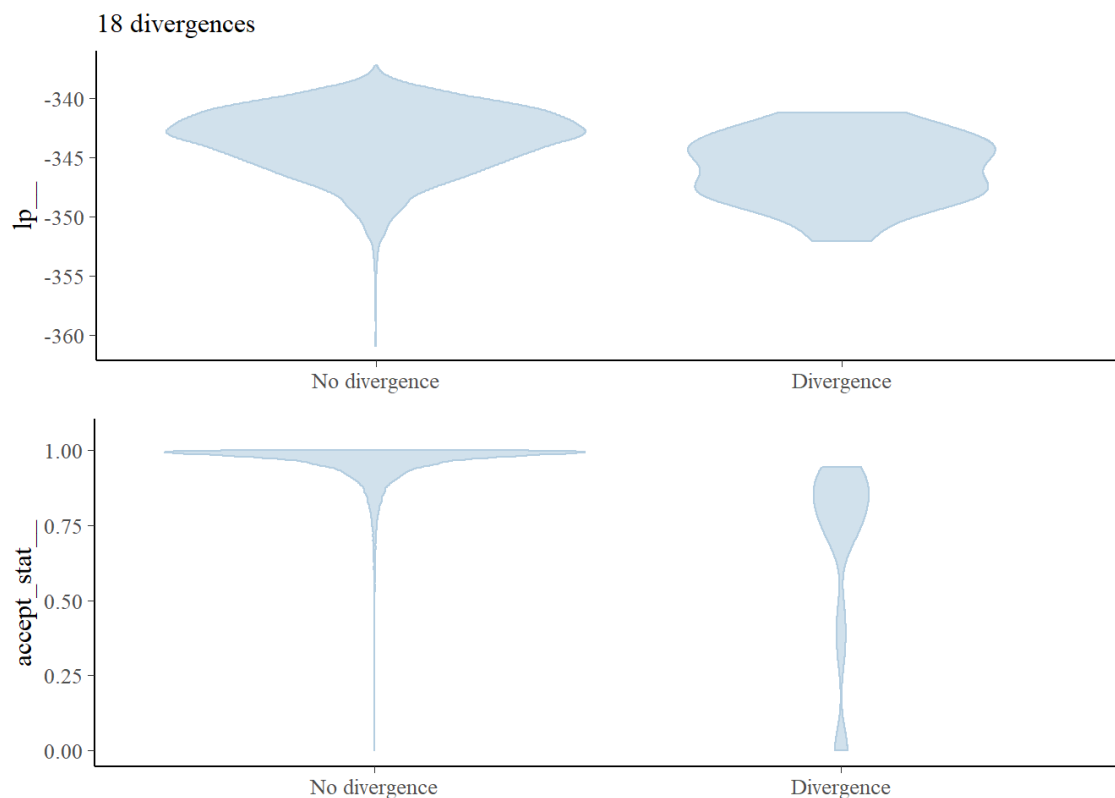 18 divergences
lp__
-340
-345
-350
-355
-360
No divergence
Divergence
accept_stat__
1.00
0.75
0.50
0.25
0.00
No divergence
Divergence